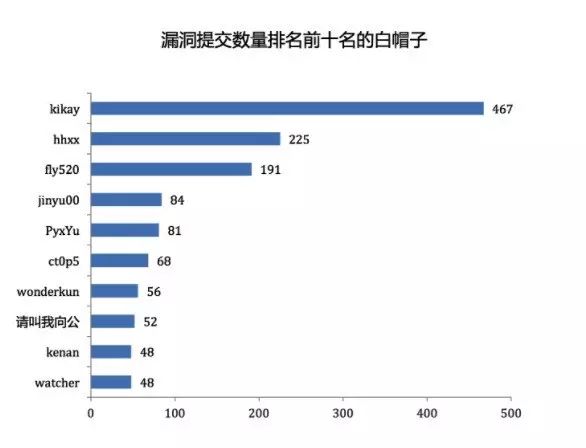 漏洞提交数量排名前十名的白帽子
kikay 467
hhxx 225
fly520 191
jinyu00 84
PyxYu 81
ct0p5 68
wonderkun 56
请叫我向公 52
kenan 48
watcher 48
0 100 200 300 400 500